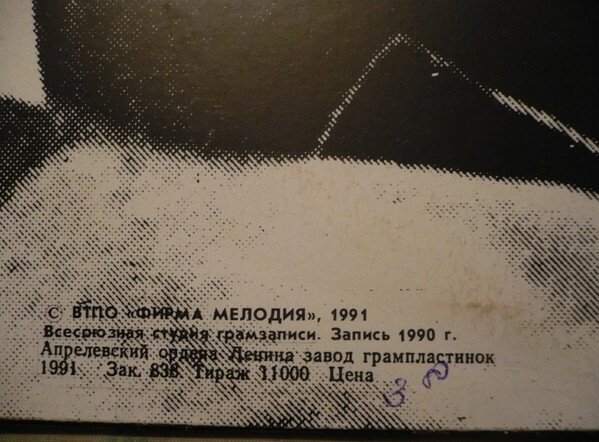 © ВТПО «ФИРМА МЕЛОДИЯ», 1991
Всесоюзная студия грамзаписи. Запись 1990 г.
Апрелевский ордена Ленина завод грампластинок
1991 Зак. 838. Тираж 11000 Цена